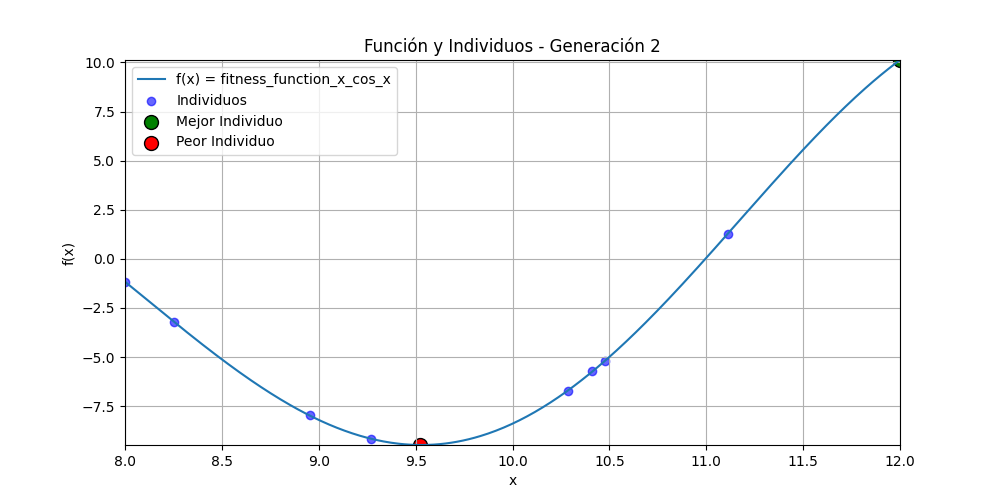 Función y Individuos - Generación 2
f(x) = fitness_function_x_cos_x
Individuos
Mejor Individuo
Peor Individuo
10.0
7.5
5.0
2.5
0.0
−2.5
−5.0
−7.5
f(x)
8.0 8.5 9.0 9.5 10.0 10.5 11.0 11.5 12.0
x